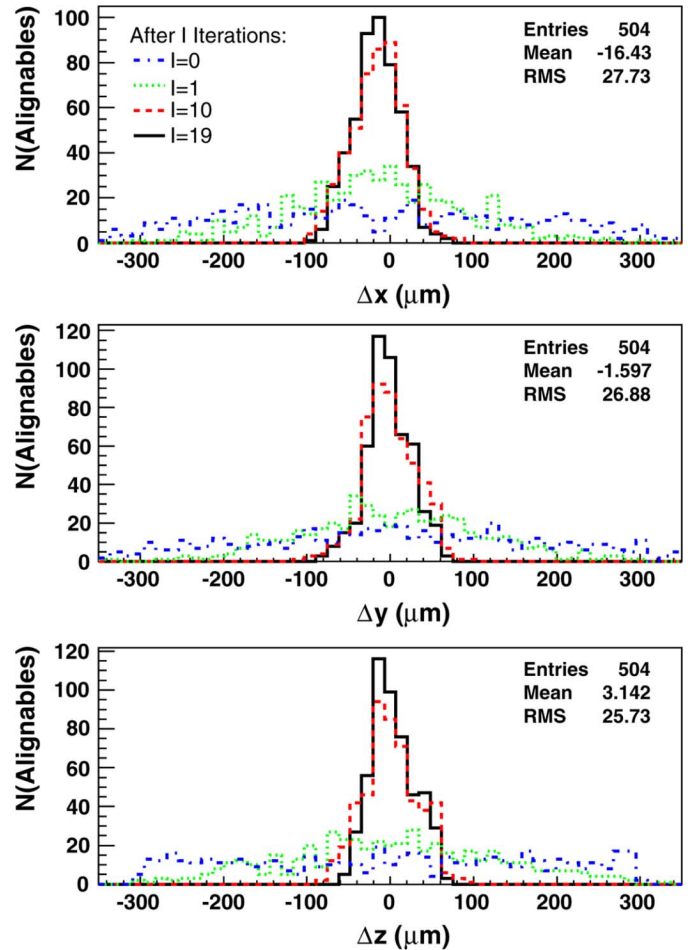 N(Alignables)
100
80
60
40
20
0
After I Iterations:
I=0
I=1
I=10
I=19
Entries 504
Mean -16.43
RMS 27.73
-300 -200 -100 0 100 200 300
Δx (μm)
N(Alignables)
120
100
80
60
40
20
0
Entries 504
Mean -1.597
RMS 26.88
-300 -200 -100 0 100 200 300
Δy (μm)
N(Alignables)
120
100
80
60
40
20
0
Entries 504
Mean 3.142
RMS 25.73
-300 -200 -100 0 100 200 300
Δz (μm)